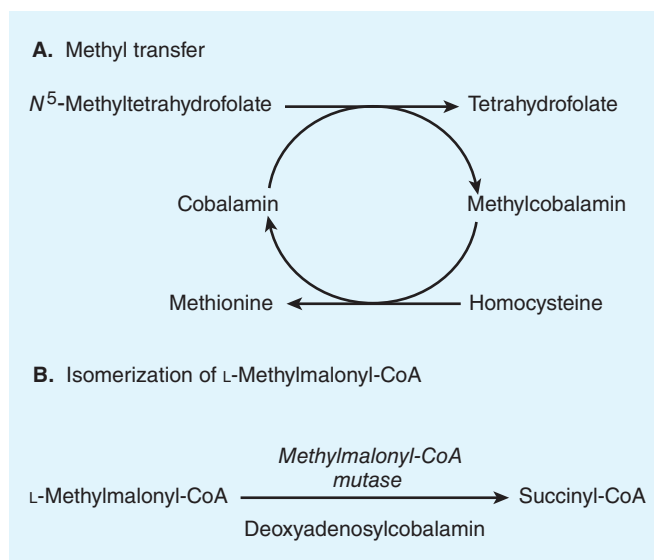 A. Methyl transfer
N⁵-Methyltetrahydrofolate Tetrahydrofolate
Cobalamin Methylcobalamin
Methionine Homocysteine
B. Isomerization of L-Methylmalonyl-CoA
Methylmalonyl-CoA
mutase
L-Methylmalonyl-CoA Succinyl-CoA
Deoxyadenosylcobalamin